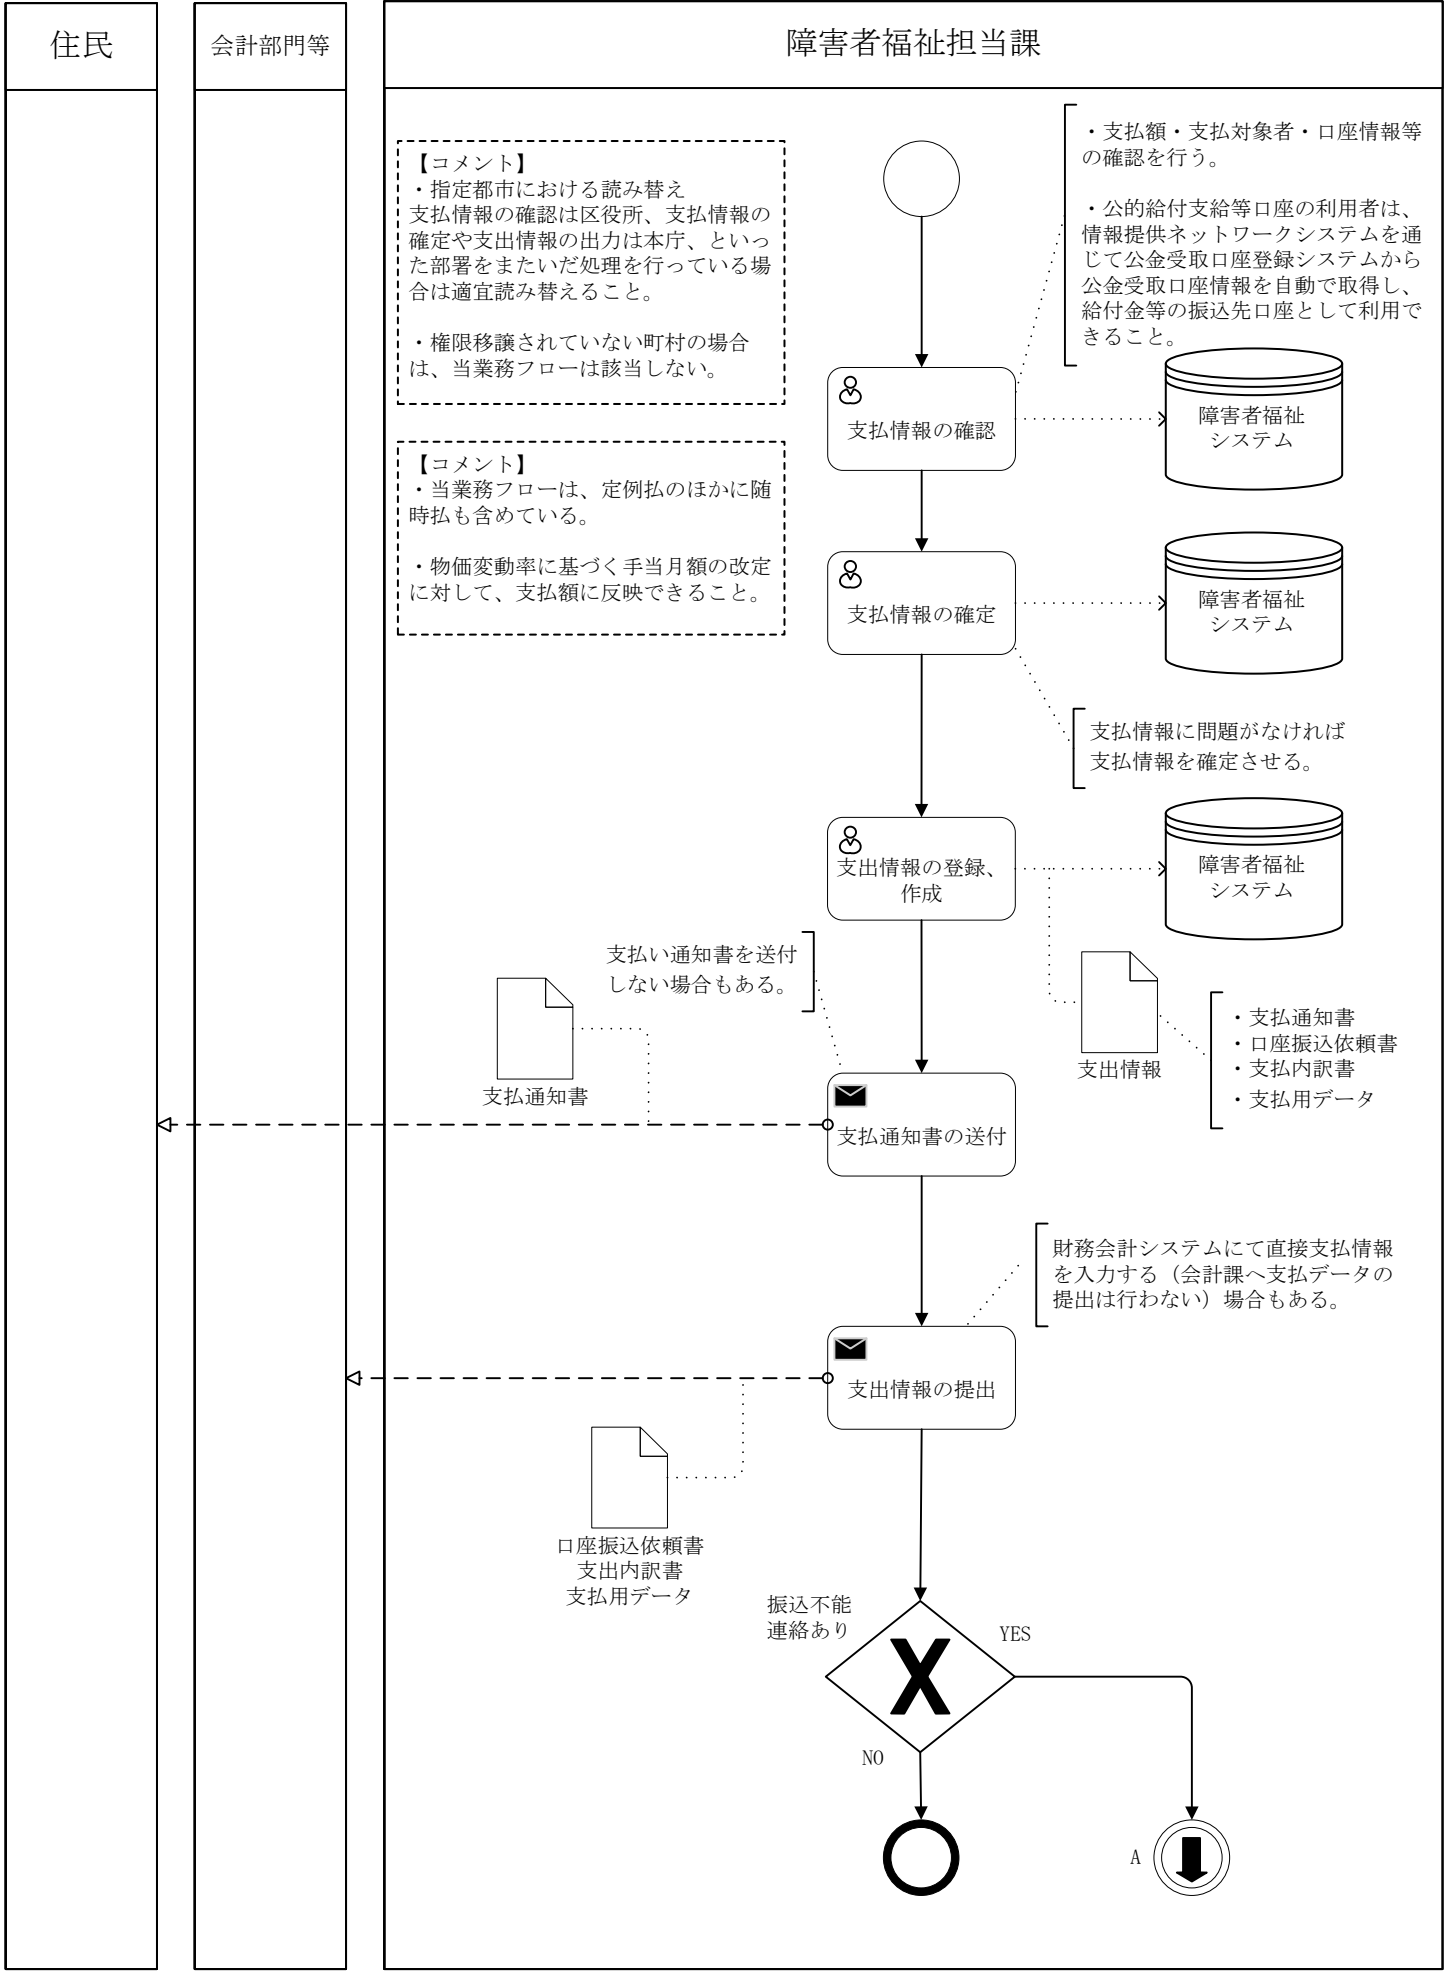 住民
会計部門等
障害者福祉担当課
・支払額・支払対象者・口座情報等
の確認を行う。
・公的給付支給等口座の利用者は、
情報提供ネットワークシステムを通
じて公金受取口座登録システムから
公金受取口座情報を自動で取得し、
給付金等の振込先口座として利用で
きること。
【コメント】
・指定都市における読み替え
支払情報の確認は区役所、支払情報の
確定や支出情報の出力は本庁、といっ
た部署をまたいだ処理を行っている場
合は適宜読み替えること。
・権限移譲されていない町村の場合
は、当業務フローは該当しない。
支払情報の確認
障害者福祉
システム
【コメント】
・当業務フローは、定例払のほかに随
時払も含めている。
・物価変動率に基づく手当月額の改定
に対して、支払額に反映できること。
支払情報の確定
障害者福祉
システム
支払情報に問題がなければ
支払情報を確定させる。
支出情報の登録、
作成
障害者福祉
システム
支払い通知書を送付
しない場合もある。
支払通知書
支出情報
・支払通知書
・口座振込依頼書
・支払内訳書
・支払用データ
支払通知書の送付
財務会計システムにて直接支払情報
を入力する（会計課へ支払データの
提出は行わない）場合もある。
支出情報の提出
口座振込依頼書
支出内訳書
支払用データ
振込不能
連絡あり
YES
NO
A